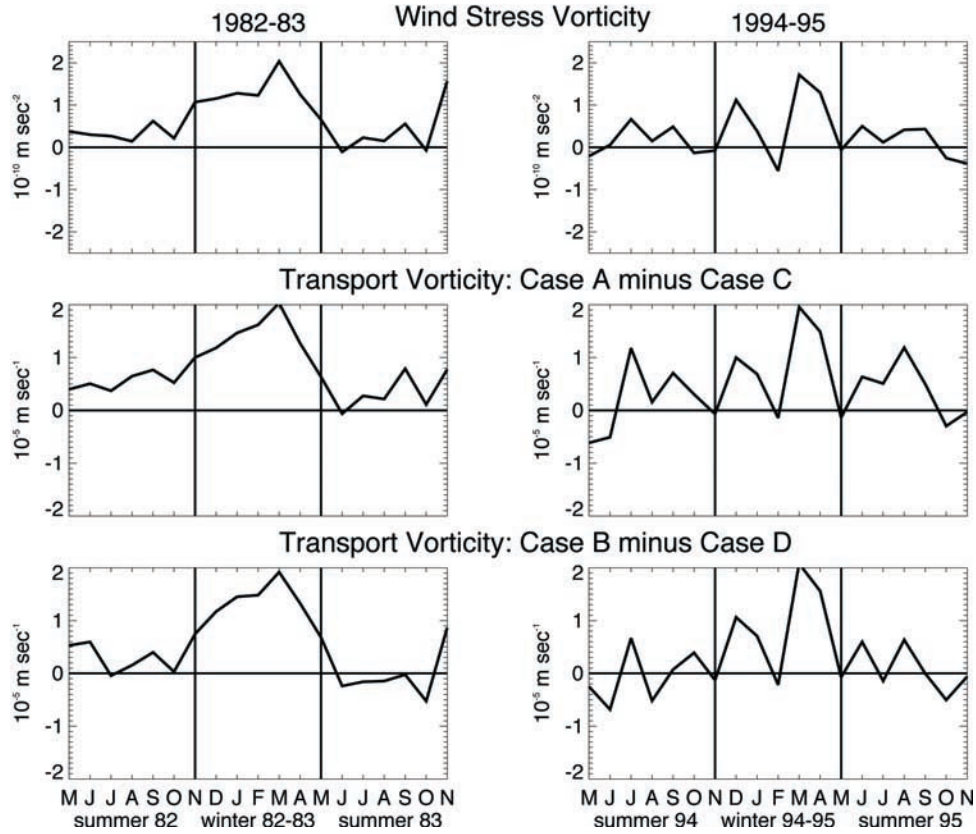 Wind Stress Vorticity
1982-83
1994-95
2
1
0
-1
-2
10⁻¹⁰ m sec⁻²
2
1
0
-1
-2
10⁻¹⁰ m sec⁻²
Transport Vorticity: Case A minus Case C
2
1
0
-1
-2
10⁻⁵ m sec⁻¹
2
1
0
-1
-2
10⁻⁵ m sec⁻¹
Transport Vorticity: Case B minus Case D
2
1
0
-1
-2
10⁻⁵ m sec⁻¹
2
1
0
-1
-2
10⁻⁵ m sec⁻¹
M J J A S O N D J F M A M J J A S O N
summer 82 winter 82-83 summer 83
M J J A S O N D J F M A M J J A S O N
summer 94 winter 94-95 summer 95